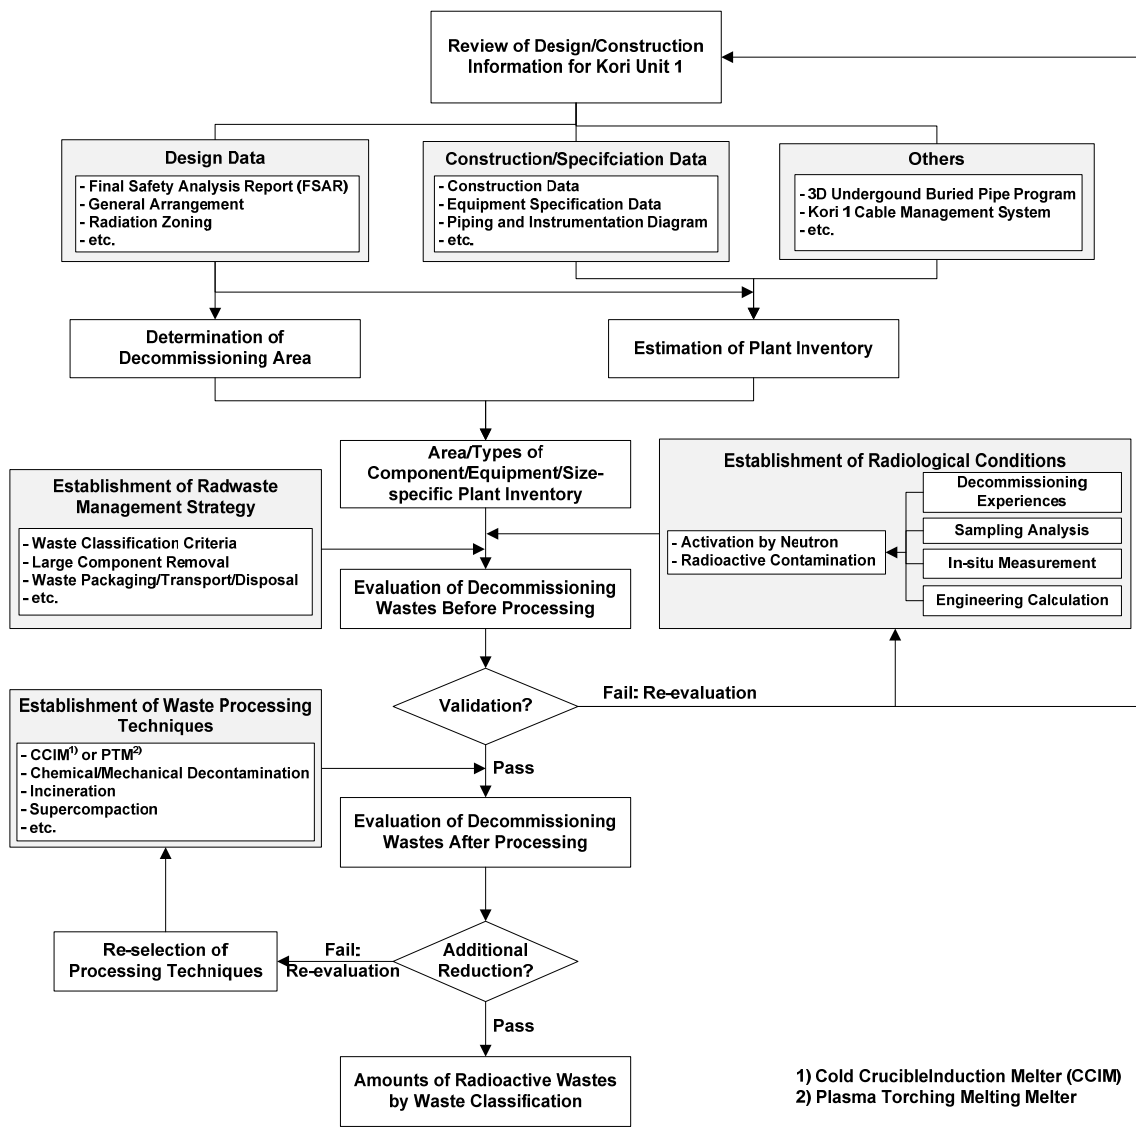 Review of Design/Construction
Information for Kori Unit 1
Design Data
- Final Safety Analysis Report (FSAR)
- General Arrangement
- Radiation Zoning
- etc.
Construction/Specifciation Data
- Construction Data
- Equipment Specification Data
- Piping and Instrumentation Diagram
- etc.
Others
- 3D Undergound Buried Pipe Program
- Kori 1 Cable Management System
- etc.
Determination of
Decommissioning Area
Estimation of Plant Inventory
Area/Types of
Component/Equipment/Size-
specific Plant Inventory
Establishment of Radwaste
Management Strategy
- Waste Classification Criteria
- Large Component Removal
- Waste Packaging/Transport/Disposal
- etc.
Establishment of Radiological Conditions
- Activation by Neutron
- Radioactive Contamination
Decommissioning
Experiences
Sampling Analysis
In-situ Measurement
Engineering Calculation
Evaluation of Decommissioning
Wastes Before Processing
Validation?
Fail: Re-evaluation
Pass
Establishment of Waste Processing
Techniques
- CCIM1) or PTM2)
- Chemical/Mechanical Decontamination
- Incineration
- Supercompaction
- etc.
Evaluation of Decommissioning
Wastes After Processing
Additional
Reduction?
Fail:
Re-evaluation
Re-selection of
Processing Techniques
Pass
Amounts of Radioactive Wastes
by Waste Classification
1) Cold CrucibleInduction Melter (CCIM)
2) Plasma Torching Melting Melter